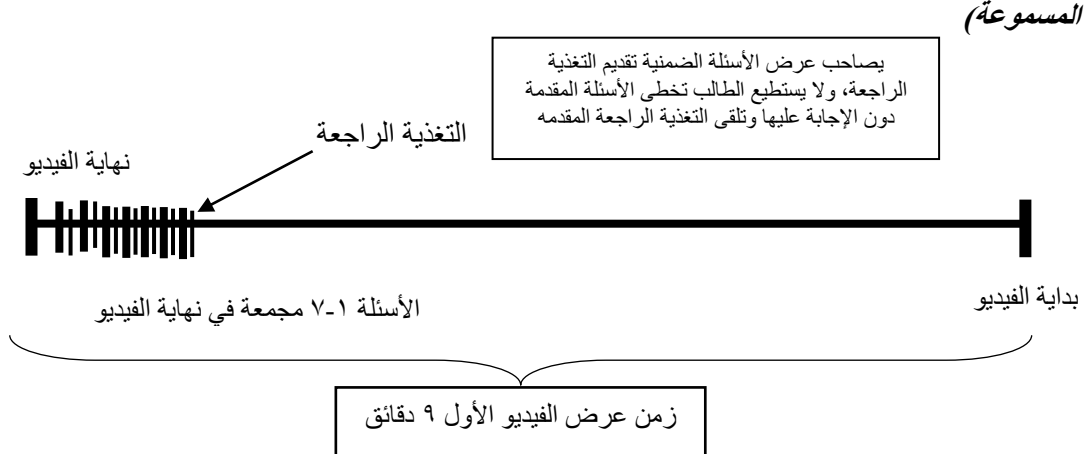 المسموعة)
يصاحب عرض الأسئلة الضمنية تقديم التغذية
الراجعة، ولا يستطيع الطالب تخطى الأسئلة المقدمة
دون الإجابة عليها وتلقى التغذية الراجعة المقدمه
التغذية الراجعة
نهاية الفيديو
بداية الفيديو
الأسئلة ١-٧ مجمعة في نهاية الفيديو
زمن عرض الفيديو الأول ٩ دقائق